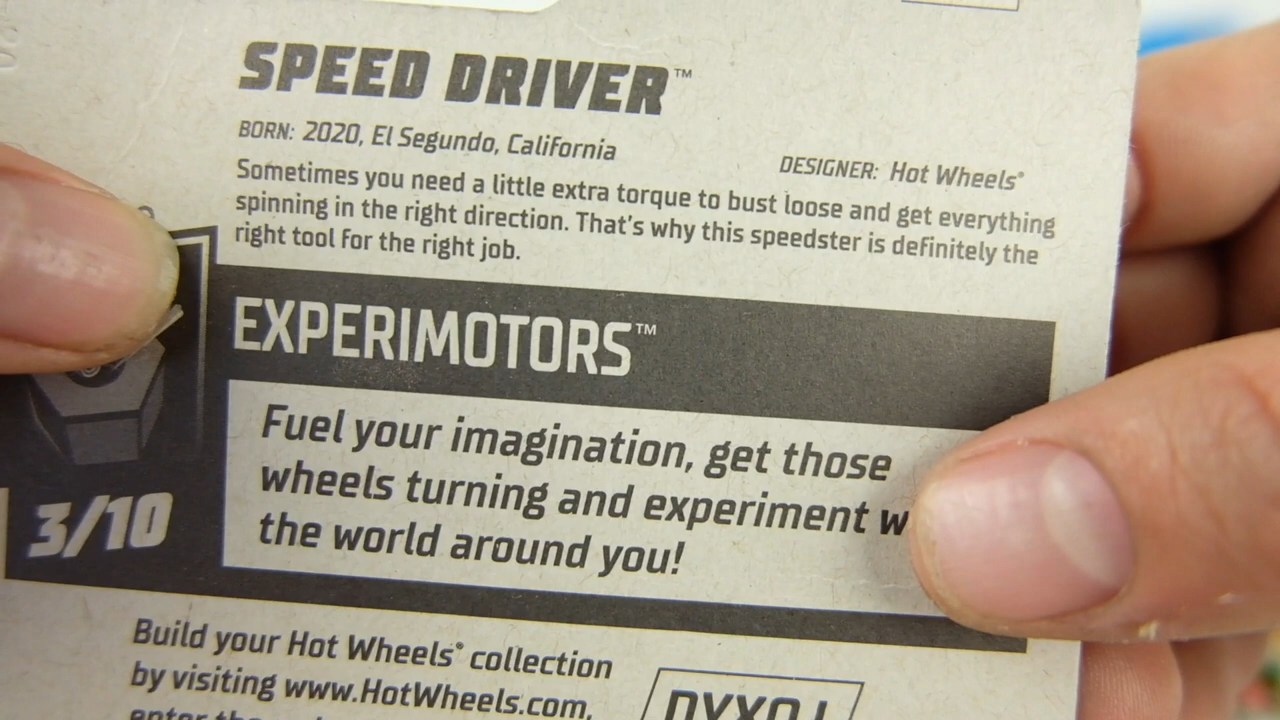 SPEED DRIVER™
BORN: 2020, El Segundo, California
DESIGNER: Hot Wheels®
Sometimes you need a little extra torque to bust loose and get everything
spinning in the right direction. That's why this speedster is definitely the
right tool for the right job.
EXPERIMOTORS™
Fuel your imagination, get those
wheels turning and experiment
the world around you!
3/10
Build your Hot Wheels® collection
by visiting www.HotWheels.com,